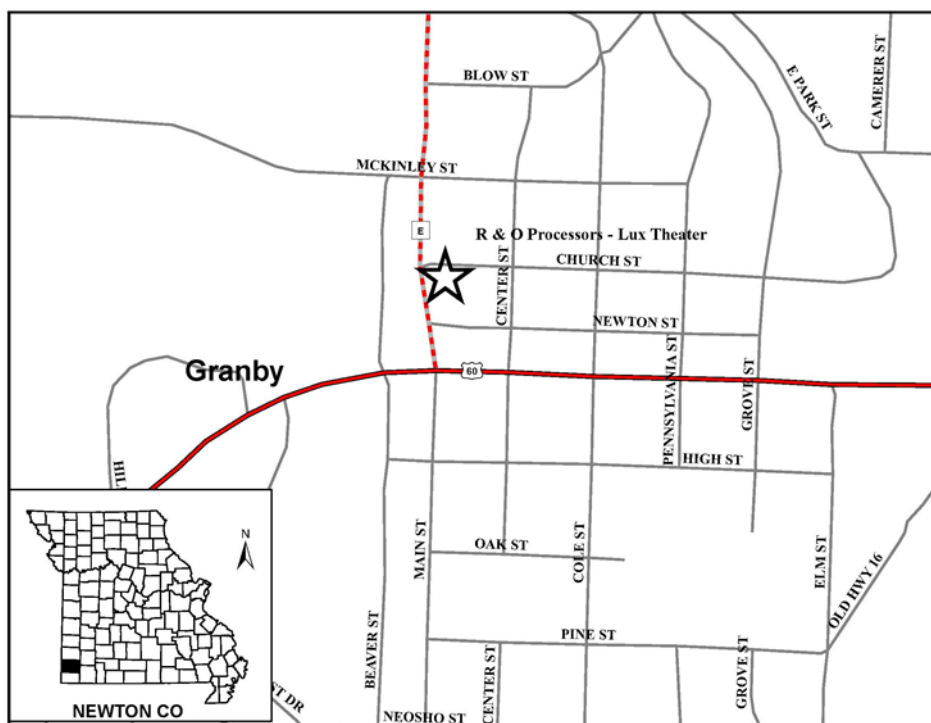 BLOW ST
E PARK ST
CAMERER ST
MCKINLEY ST
E
R & O Processors - Lux Theater
CHURCH ST
CENTER ST
NEWTON ST
Granby
60
PENNSYLVANIA ST
GROVE ST
HIGH ST
MAIN ST
OAK ST
COLE ST
ELM ST
OLD HWY 16
BEAVER ST
PINE ST
CENTER ST
GROVE ST
N
ST DR
NEWTON CO
NEOSHO ST